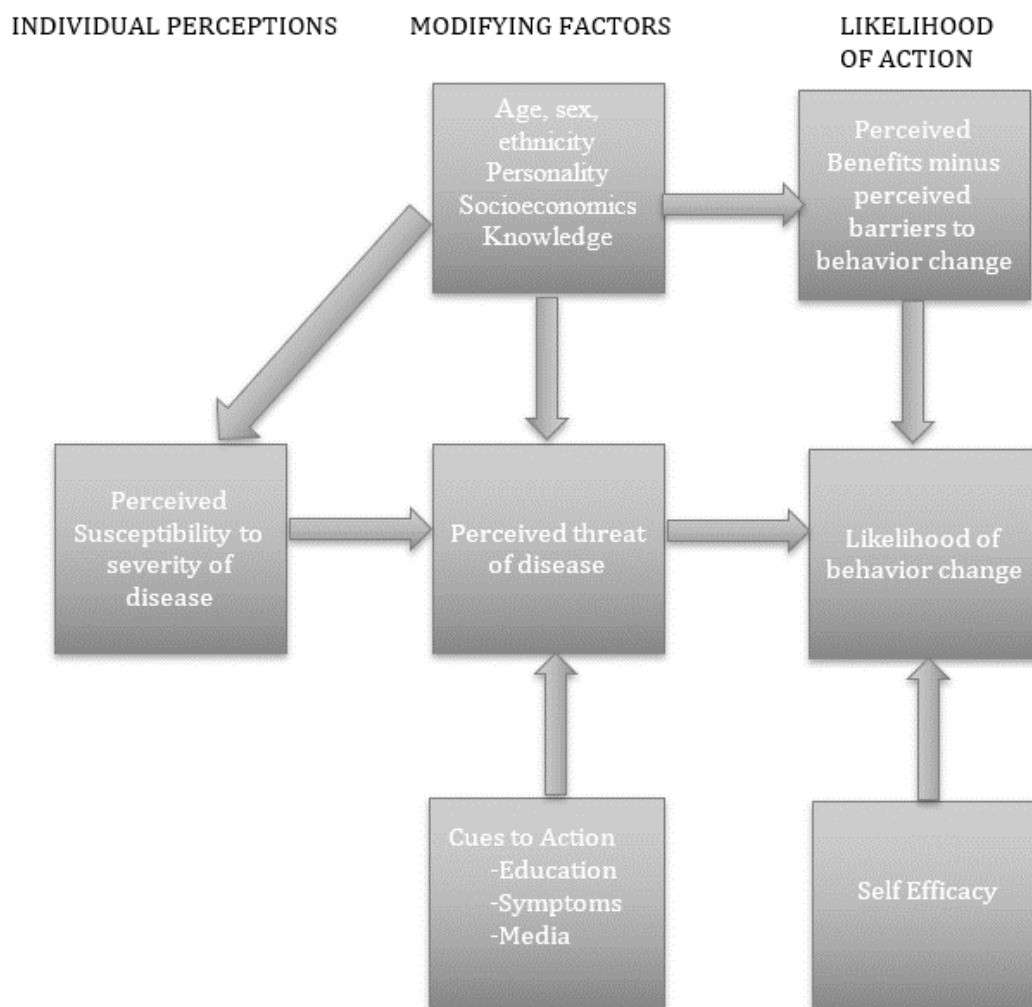 INDIVIDUAL PERCEPTIONS
MODIFYING FACTORS
LIKELIHOOD
OF ACTION
Age, sex,
ethnicity
Personality
Socioeconomics
Knowledge
Perceived
Benefits minus
perceived
barriers to
behavior change
Perceived
Susceptibility to
severity of
disease
Perceived threat
of disease
Likelihood of
behavior change
Cues to Action
-Education
-Symptoms
-Media
Self Efficacy